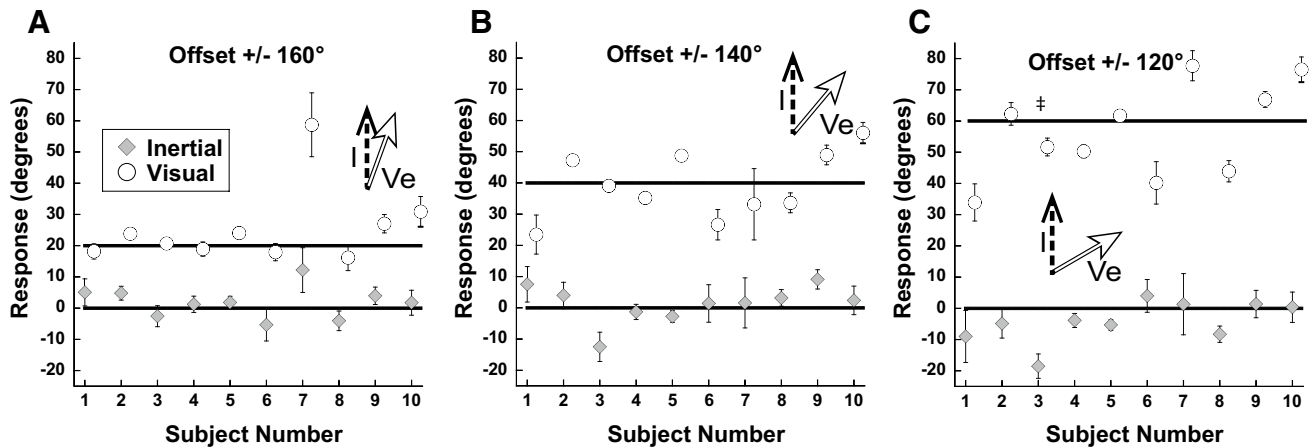 A
Offset +/- 160°
Response (degrees)
80
70
60
50
40
30
20
10
0
-10
-20
Inertial
Visual
I
Ve
1 2 3 4 5 6 7 8 9 10
Subject Number
B
Offset +/- 140°
Response (degrees)
80
70
60
50
40
30
20
10
0
-10
-20
I
Ve
1 2 3 4 5 6 7 8 9 10
Subject Number
C
Offset +/- 120°
Response (degrees)
80
70
60
50
40
30
20
10
0
-10
-20
‡
I
Ve
1 2 3 4 5 6 7 8 9 10
Subject Number